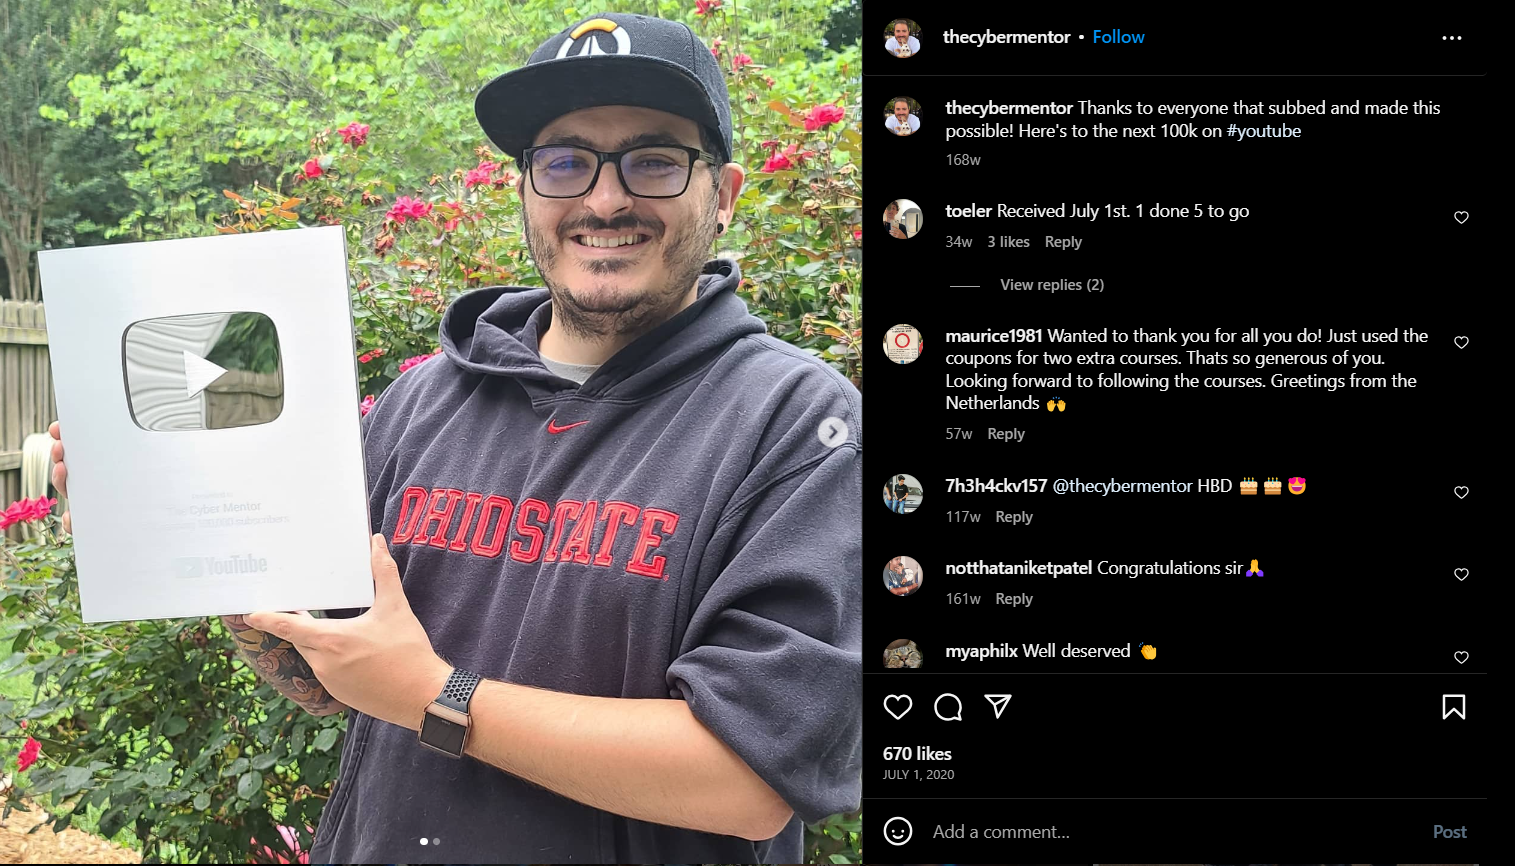 Cyber Mentor
YouTube
OHIO STATE
thecybermentor • Follow
thecybermentor Thanks to everyone that subbed and made this
possible! Here's to the next 100k on #youtube
168w
toeler Received July 1st. 1 done 5 to go
34w 3 likes Reply
View replies (2)
maurice1981 Wanted to thank you for all you do! Just used the
coupons for two extra courses. Thats so generous of you.
Looking forward to following the courses. Greetings from the
Netherlands 🙌
57w Reply
7h3h4ckv157 @thecybermentor HBD 🎂🎂😍
117w Reply
notthataniketpatel Congratulations sir🙏
161w Reply
myaphilx Well deserved 👏
670 likes
JULY 1, 2020
Add a comment...
Post